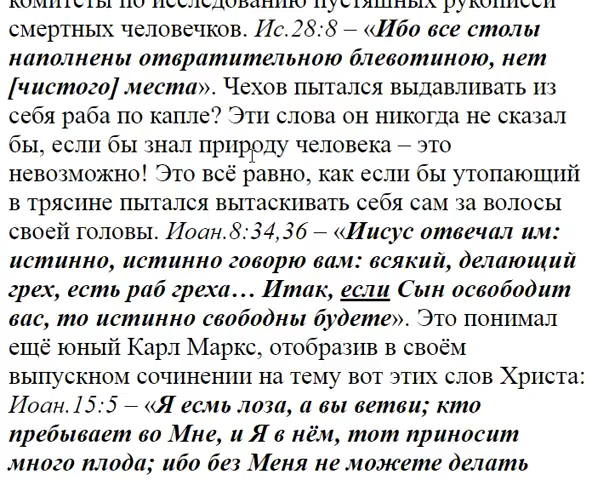 комитеты по исследованию пустяшных рукописей
смертных человечков. Ис.28:8 – «Ибо все столы
наполнены отвратительною блевотиною, нет
[чистого] места». Чехов пытался выдавливать из
себя раба по капле? Эти слова он никогда не сказал
бы, если бы знал природу человека – это
невозможно! Это всё равно, как если бы утопающий
в трясине пытался вытаскивать себя сам за волосы
своей головы. Иоан.8:34,36 – «Иисус отвечал им:
истинно, истинно говорю вам: всякий, делающий
грех, есть раб греха… Итак, если Сын освободит
вас, то истинно свободны будете». Это понимал
ещё юный Карл Маркс, отобразив в своём
выпускном сочинении на тему вот этих слов Христа:
Иоан.15:5 – «Я есмь лоза, а вы ветви; кто
пребывает во Мне, и Я в нём, тот приносит
много плода; ибо без Меня не можете делать